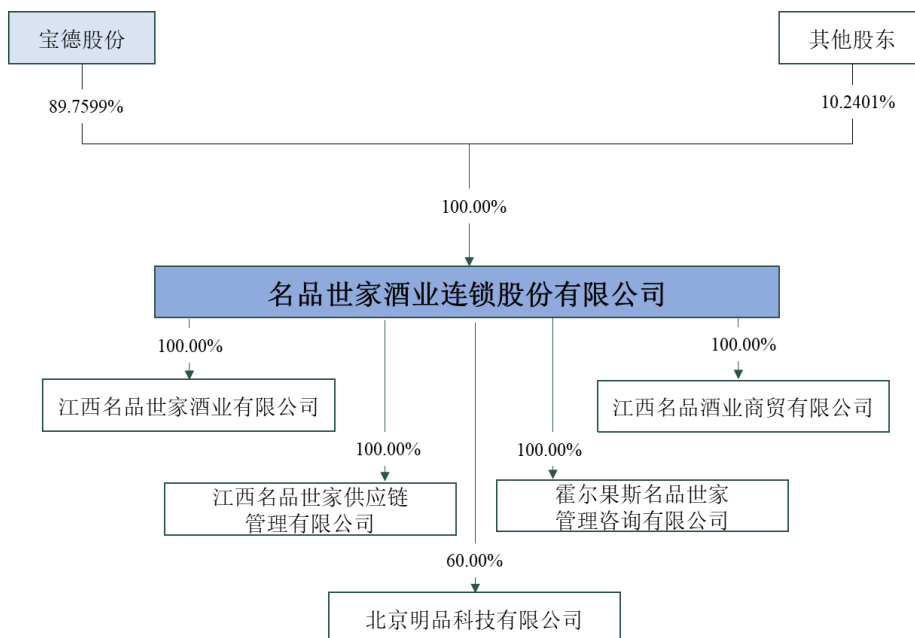 宝德股份
其他股东
89.7599%
10.2401%
100.00%
名品世家酒业连锁股份有限公司
100.00%
100.00%
江西名品世家酒业有限公司
江西名品酒业商贸有限公司
100.00%
100.00%
江西名品世家供应链
管理有限公司
霍尔果斯名品世家
管理咨询有限公司
60.00%
北京明品科技有限公司